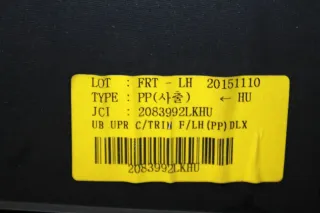 LOT : FRT - LH 20151110
TYPE : PP(사출) ← HU
JCI : 2083992LKHU
UB UPR C/TRIM F/LH(PP)DLX
2083992LKHU